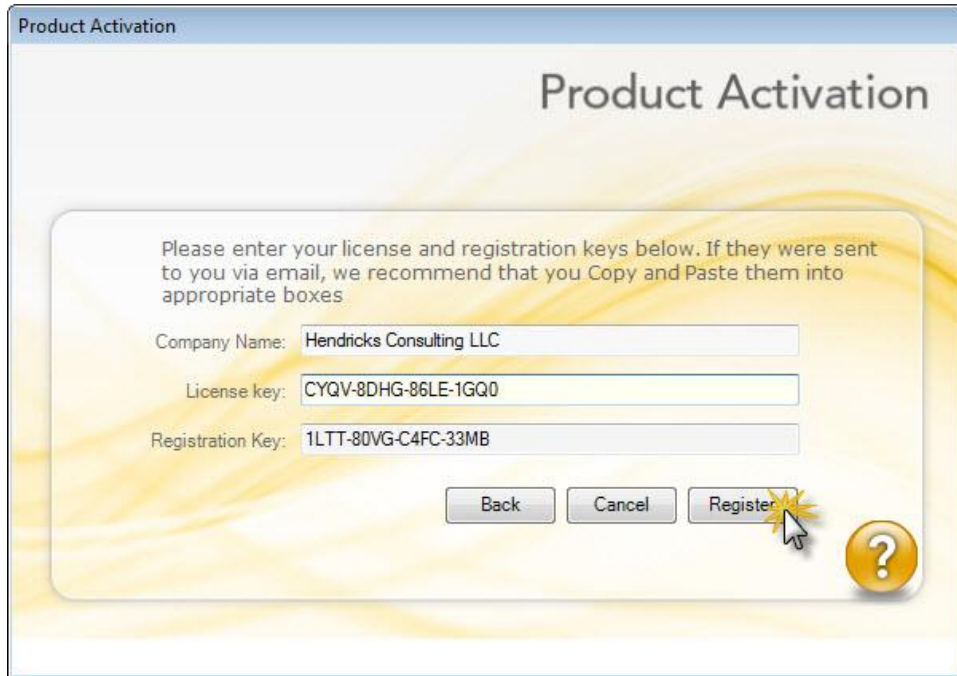 Product Activation
Product Activation
Please enter your license and registration keys below. If they were sent
to you via email, we recommend that you Copy and Paste them into
appropriate boxes
Company Name: Hendricks Consulting LLC
License key: CYQV-8DHG-86LE-1GQ0
Registration Key: 1LTT-80VG-C4FC-33MB
Back Cancel Register
?